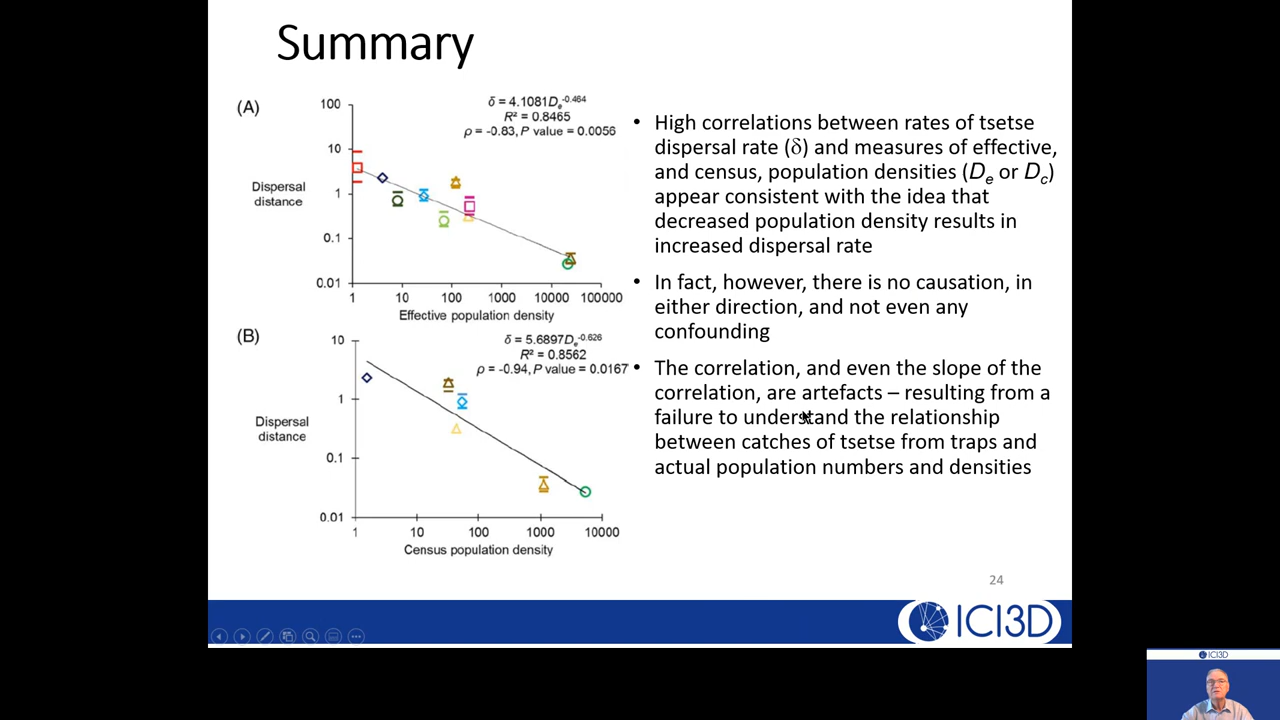 Summary
(A)
δ = 4.1081Dₑ⁻⁰·⁴⁶⁴
R² = 0.8465
ρ = -0.83, P value = 0.0056
100
10
1
0.1
0.01
Dispersal
distance
1 10 100 1000 10000 100000
Effective population density
(B)
δ = 5.6897Dₑ⁻⁰·⁶²⁶
R² = 0.8562
ρ = -0.94, P value = 0.0167
10
1
0.1
0.01
Dispersal
distance
1 10 100 1000 10000
Census population density
• High correlations between rates of tsetse
dispersal rate (δ) and measures of effective,
and census, population densities (Dₑ or D꜀)
appear consistent with the idea that
decreased population density results in
increased dispersal rate
• In fact, however, there is no causation, in
either direction, and not even any
confounding
• The correlation, and even the slope of the
correlation, are artefacts – resulting from a
failure to understand the relationship
between catches of tsetse from traps and
actual population numbers and densities
24
ICI3D
ICI3D